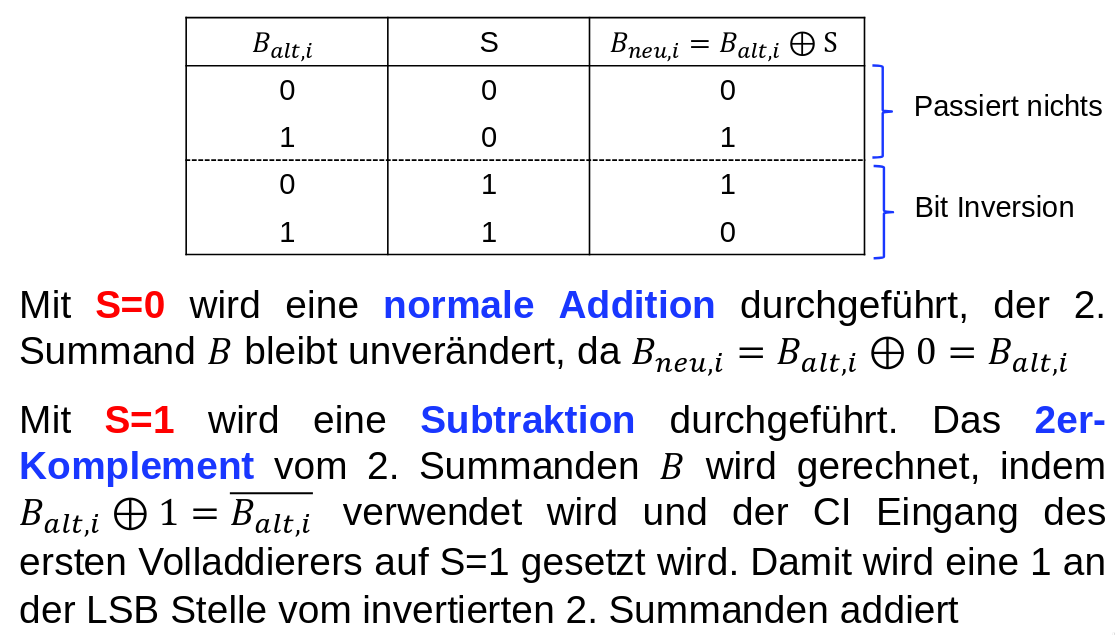 B_{alt,i} S B_{neu,i} = B_{alt,i} ⊕ S
0 0 0
1 0 1
Passiert nichts
0 1 1
1 1 0
Bit Inversion
Mit S=0 wird eine normale Addition durchgeführt, der 2.
Summand B bleibt unverändert, da B_{neu,i} = B_{alt,i} ⊕ 0 = B_{alt,i}
Mit S=1 wird eine Subtraktion durchgeführt. Das 2er-
Komplement vom 2. Summanden B wird gerechnet, indem
B_{alt,i} ⊕ 1 = \overline{B_{alt,i}} verwendet wird und der CI Eingang des
ersten Volladdierers auf S=1 gesetzt wird. Damit wird eine 1 an
der LSB Stelle vom invertierten 2. Summanden addiert